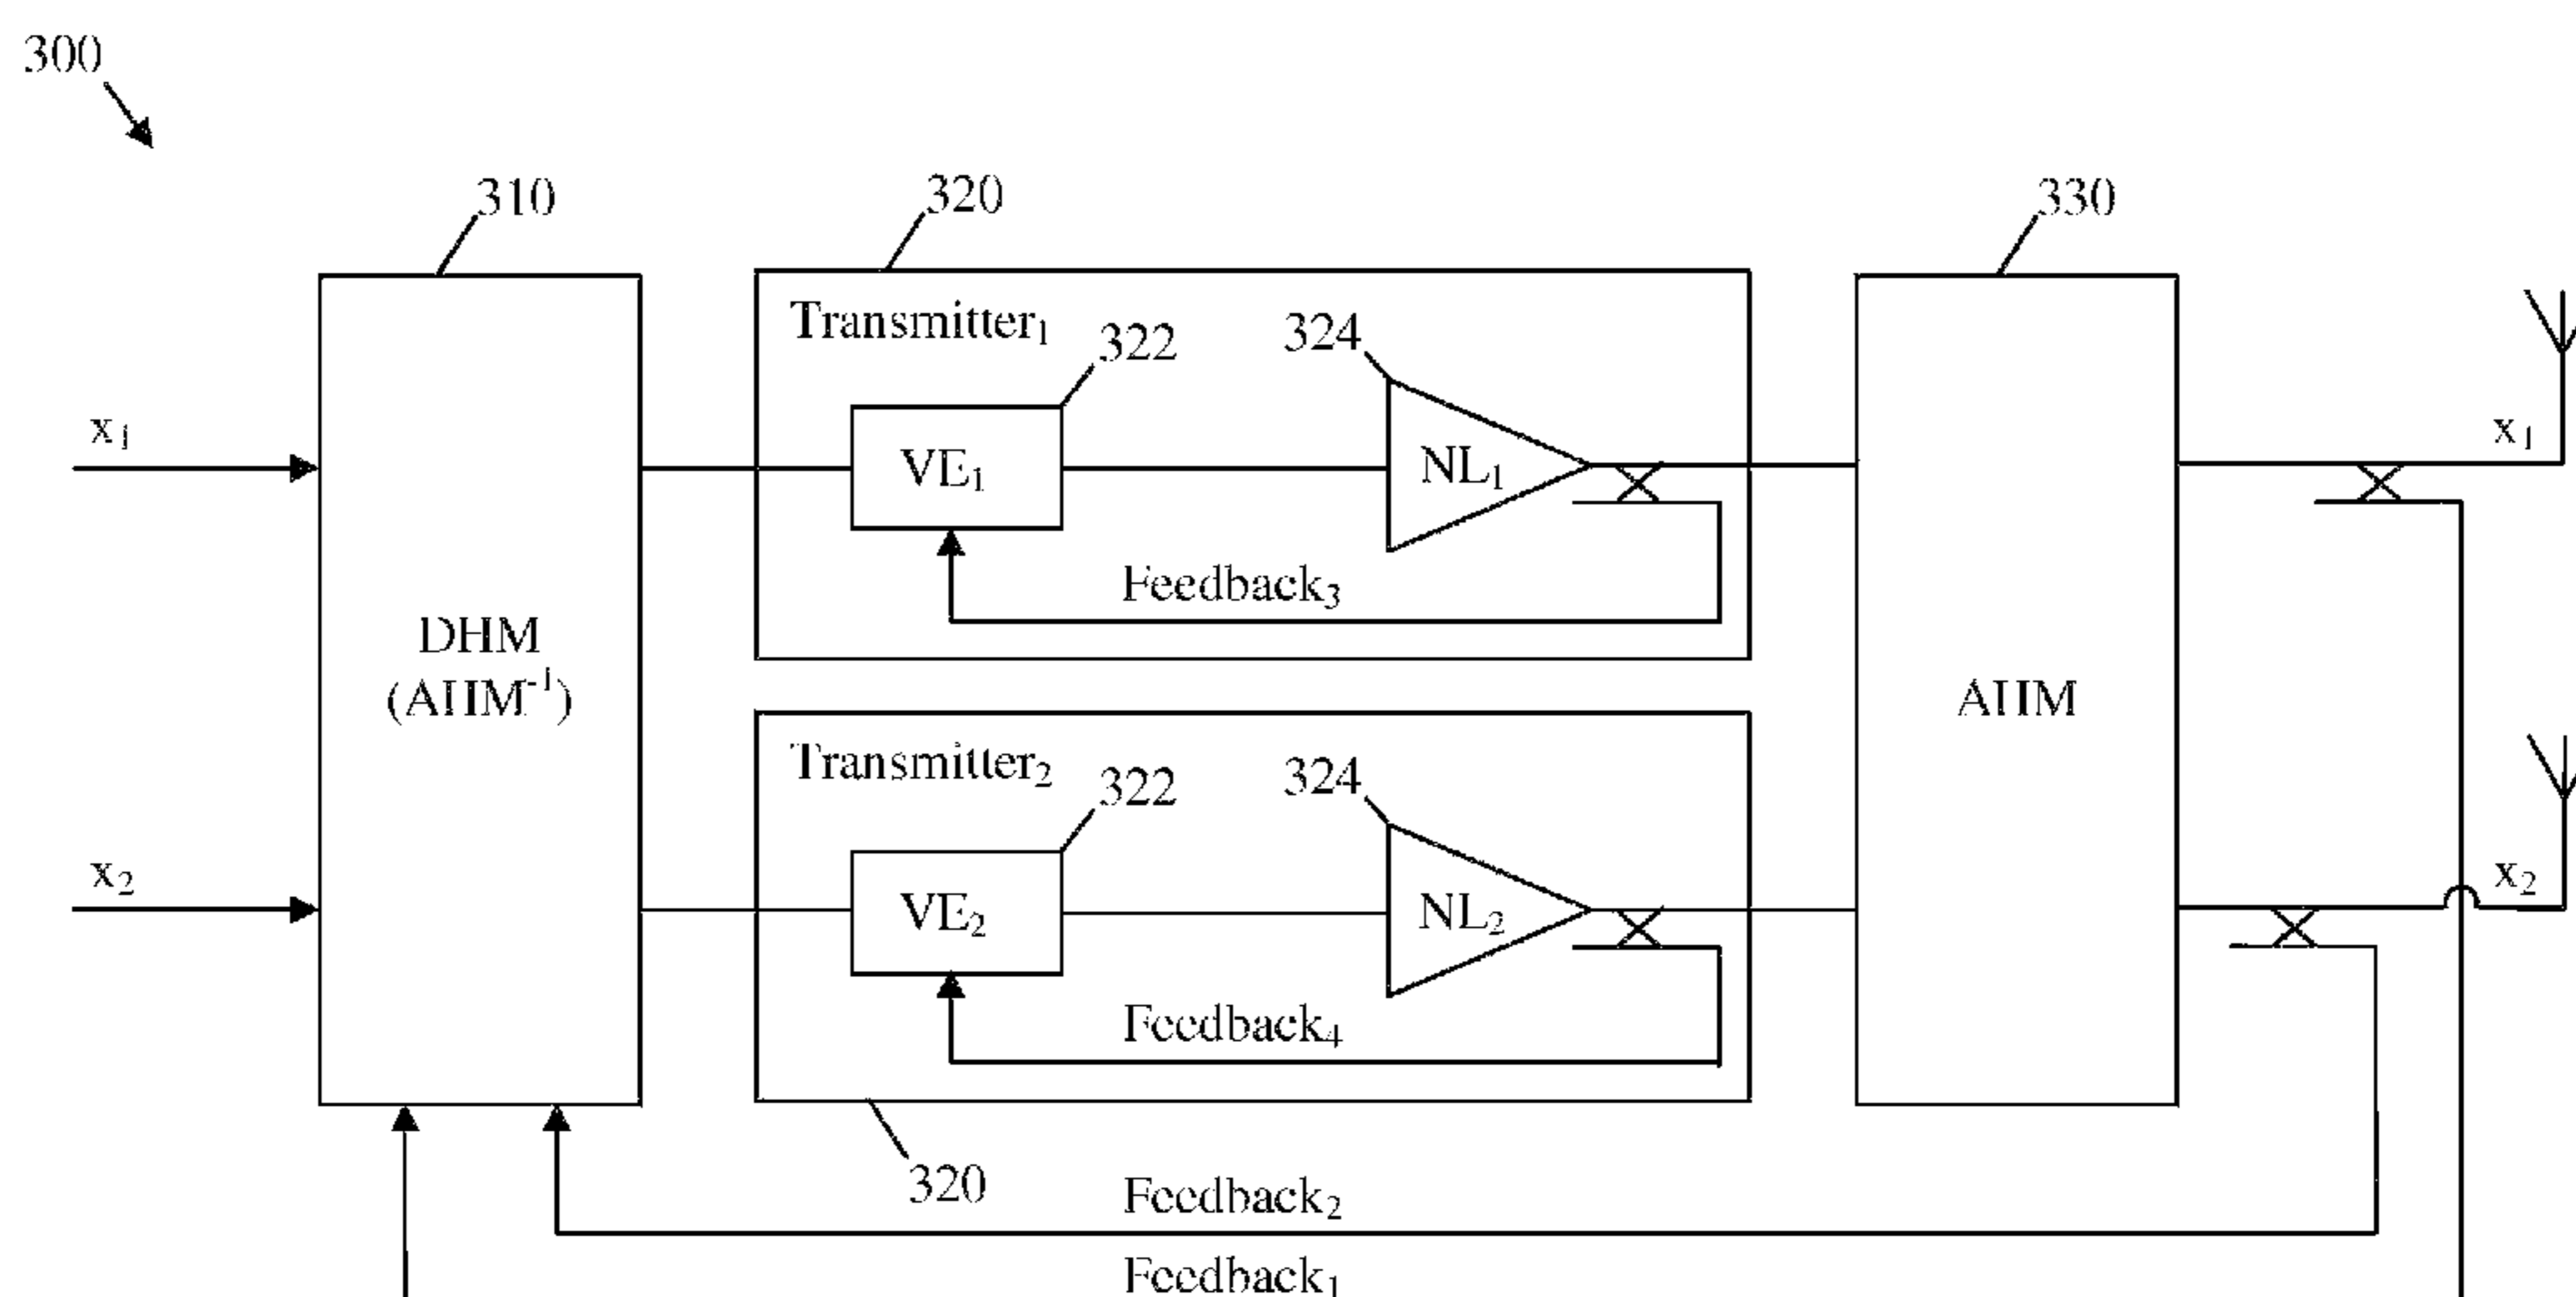 300
310
320
330
Transmitter₁
322
324
x₁
VE₁
NL₁
x₁
Feedback₃
DHM
(AHM⁻¹)
AHM
Transmitter₂
322
324
x₂
VE₂
NL₂
x₂
Feedback₄
320
Feedback₂
Feedback₁